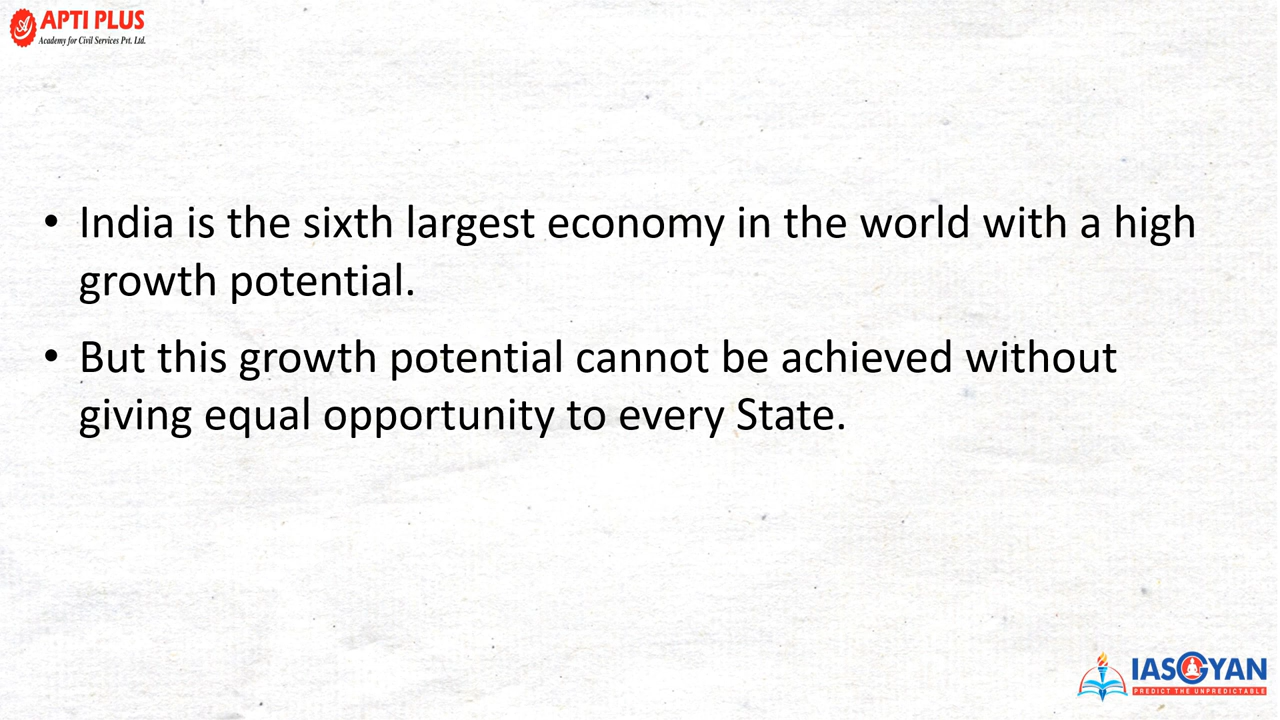 APTI PLUS
Academy for Civil Services Pvt. Ltd.
• India is the sixth largest economy in the world with a high
growth potential.
• But this growth potential cannot be achieved without
giving equal opportunity to every State.
IASGYAN
PREDICT THE UNPREDICTABLE